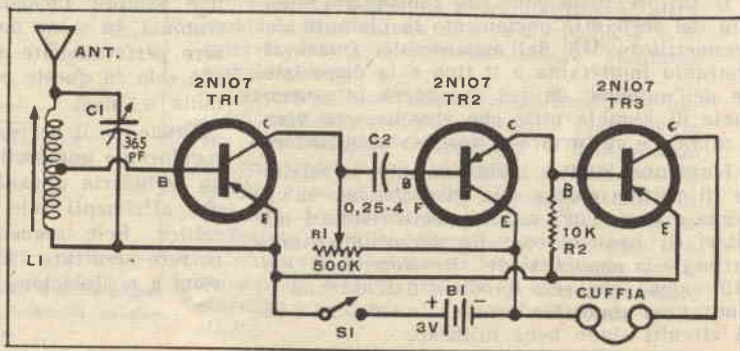 ANT.
C1
365
PF
L1
2N107
TR1
B
C
E
C2
0,25-4 F
R1
500K
2N107
TR2
B
C
E
2N107
TR3
B
C
E
10K
R2
S1
+ B1 -
3V
CUFFIA